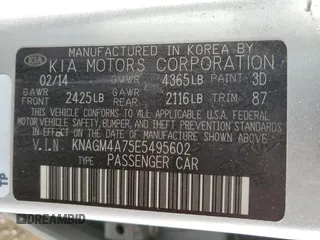 MANUFACTURED IN KOREA BY
KIA KIA MOTORS CORPORATION
02/14 GVWR 4365LB PAINT 3D
GAWR FRONT 2425LB GAWR REAR 2116LB TRIM 87
THIS VEHICLE CONFORMS TO ALL APPLICABLE U.S.A. FEDERAL MOTOR VEHICLE SAFETY, BUMPER, AND THEFT PREVENTION STANDARDS IN EFFECT ON THE DATE OF MANUFACTURE SHOWN ABOVE.
V.I.N. KNAGM4A75E5495602
PASSENGER CAR
TP
DREAMBID